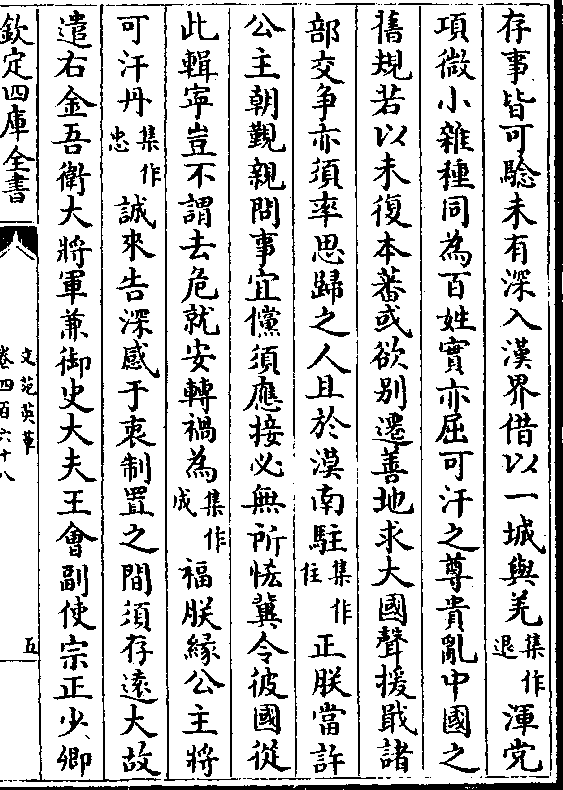 存事皆可驗未有深入漢界借以一城與羌集作退渾党
項微小雜種同為百姓實亦屈可汗之尊貴亂中國之
舊規若以未復本蕃或欲別遷善地求大國聲援戢諸
部交爭亦須率思歸之人且於漠南駐集作住正朕當許
公主朝覲親問事宜儻須應接必無所恡冀令彼國從
此輯寧豈不謂去危就安轉禍為集作成福朕緣公主將
可汗丹集作忠誠來告深感于衷制置之間須存遠大故
遣右金吾衛大將軍兼御史大夫王會副使宗正少卿
欽定四庫全書
文苑英華
卷四百六十八
五